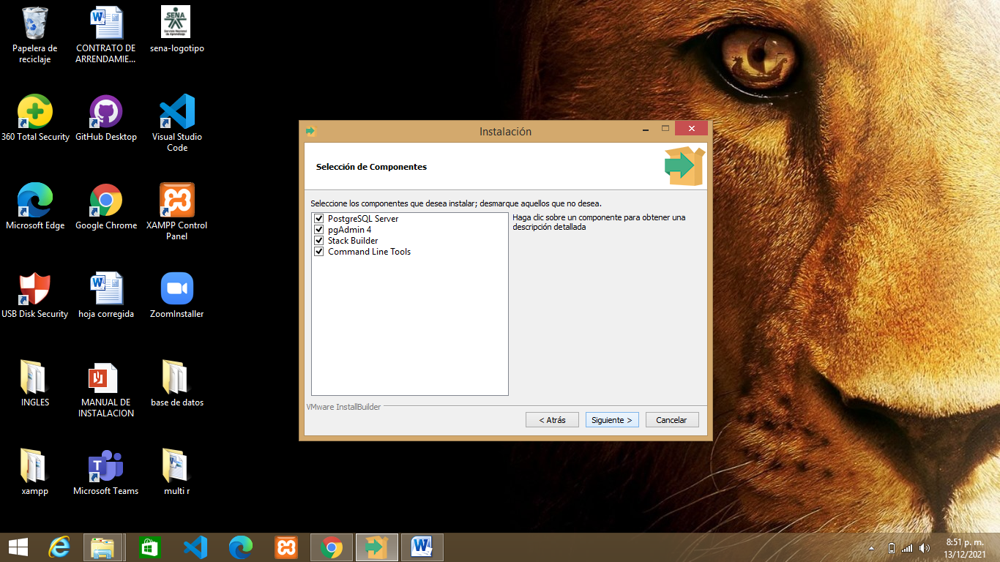 Papelera de
reciclaje
CONTRATO DE
ARRENDAMIE...
SENA
sena-logotipo
360 Total Security
GitHub Desktop
Visual Studio
Code
Microsoft Edge
Google Chrome
XAMPP Control
Panel
USB Disk Security
hoja corregida
ZoomInstaller
INGLES
MANUAL DE
INSTALACION
base de datos
xampp
Microsoft Teams
multi r
Instalación
Selección de Componentes
Seleccione los componentes que desea instalar; desmarque aquellos que no desea.
PostgreSQL Server
pgAdmin 4
Stack Builder
Command Line Tools
Haga clic sobre un componente para obtener una
descripción detallada
VMware InstallBuilder
< Atrás
Siguiente >
Cancelar
8:51 p. m.
13/12/2021